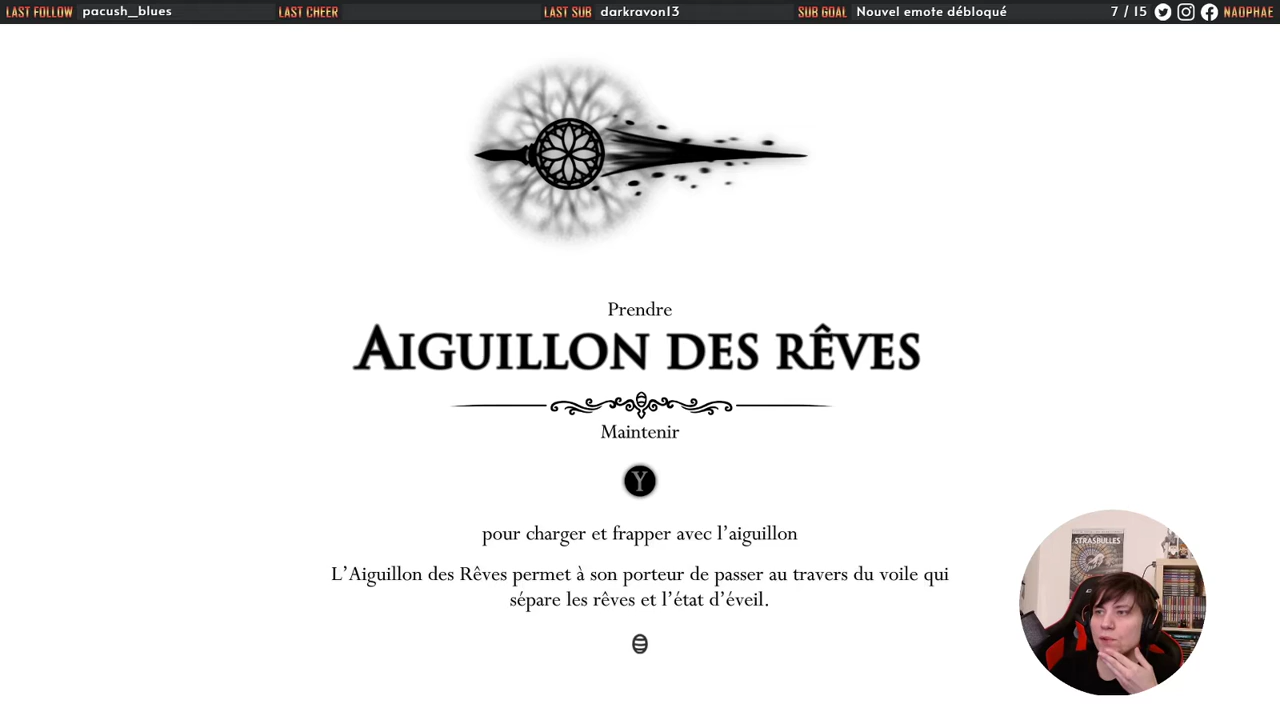 LAST FOLLOW pacush_blues LAST CHEER LAST SUB darkravon13 SUB GOAL Nouvel emote débloqué 7 / 15 NAOPHAE
Prendre
AIGUILLON DES RÊVES
Maintenir
Y
pour charger et frapper avec l'aiguillon
L'Aiguillon des Rêves permet à son porteur de passer au travers du voile qui
sépare les rêves et l'état d'éveil.
STRASBULLES